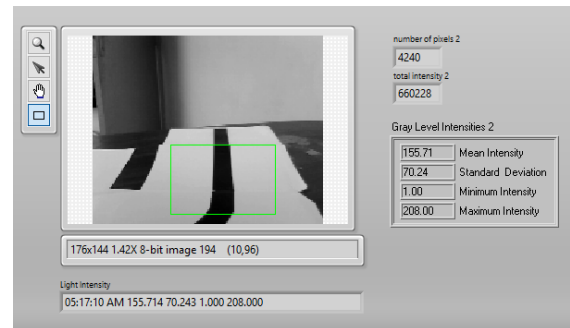 number of pixels 2
4240
total intensity 2
660228
Gray Level Intensities 2
155.71 Mean Intensity
70.24 Standard Deviation
1.00 Minimum Intensity
208.00 Maximum Intensity
176x144 1.42X 8-bit image 194 (10,96)
Light Intensity
05:17:10 AM 155.714 70.243 1.000 208.000